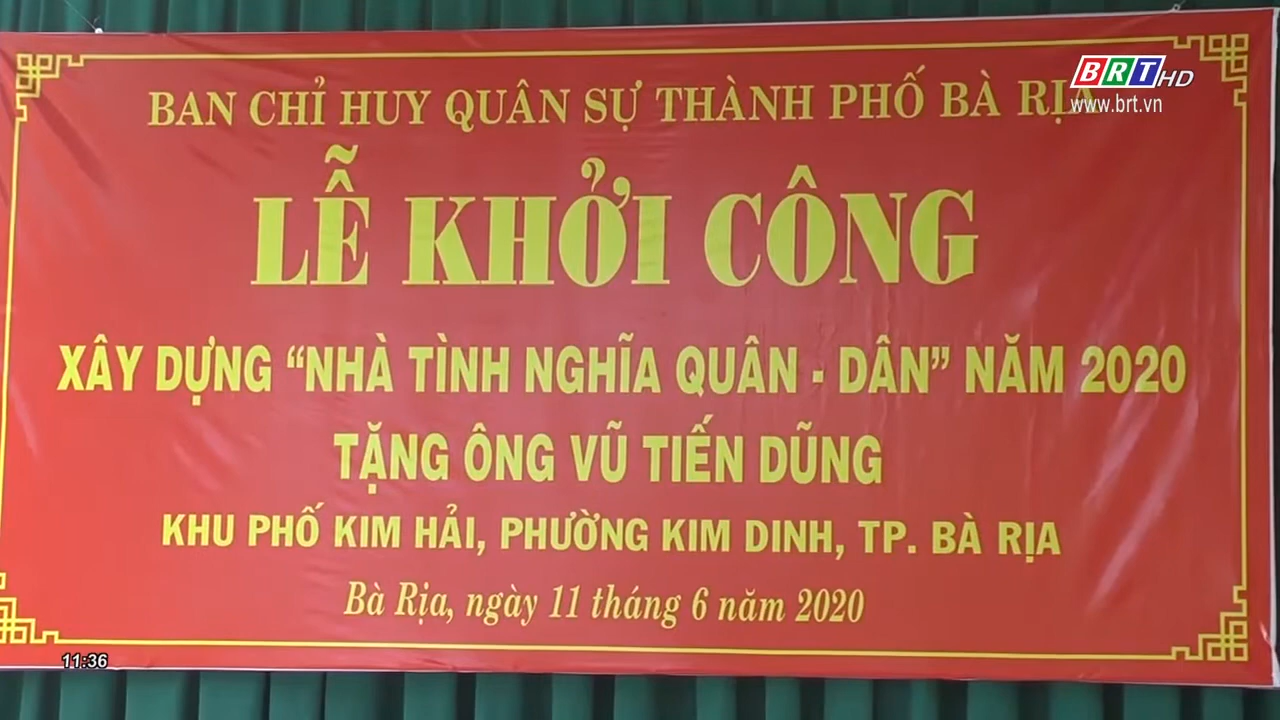 BRT HD
www.brt.vn
BAN CHỈ HUY QUÂN SỰ THÀNH PHỐ BÀ RỊA
LỄ KHỞI CÔNG
XÂY DỰNG “NHÀ TÌNH NGHĨA QUÂN - DÂN” NĂM 2020
TẶNG ÔNG VŨ TIẾN DŨNG
KHU PHỐ KIM HẢI, PHƯỜNG KIM DINH, TP. BÀ RỊA
Bà Rịa, ngày 11 tháng 6 năm 2020
11:36